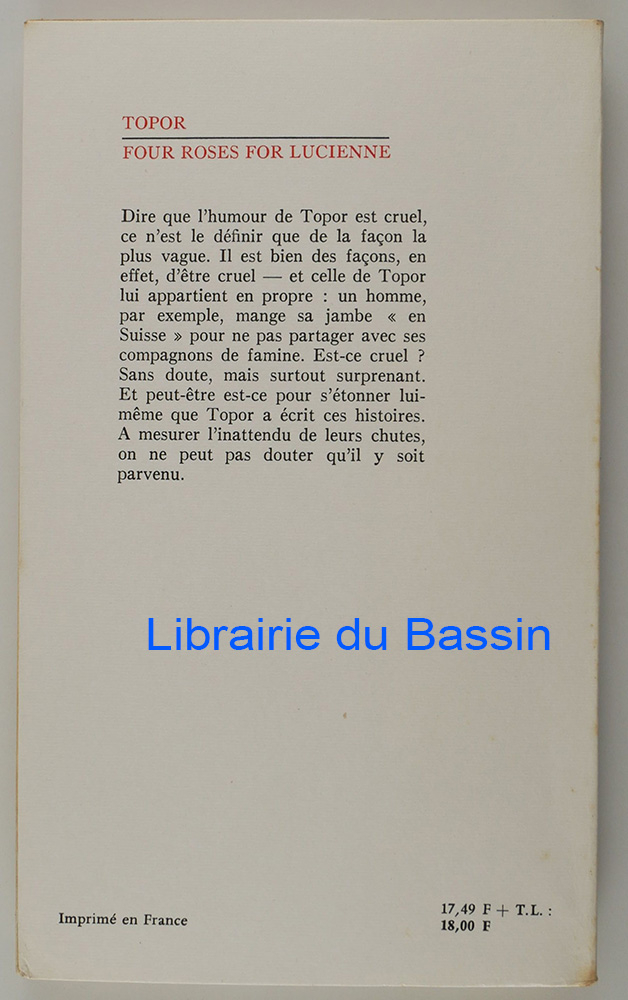 TOPOR
FOUR ROSES FOR LUCIENNE
Dire que l'humour de Topor est cruel,
ce n'est le définir que de la façon la
plus vague. Il est bien des façons, en
effet, d'être cruel — et celle de Topor
lui appartient en propre : un homme,
par exemple, mange sa jambe « en
Suisse » pour ne pas partager avec ses
compagnons de famine. Est-ce cruel ?
Sans doute, mais surtout surprenant.
Et peut-être est-ce pour s'étonner lui-
même que Topor a écrit ces histoires.
A mesurer l'inattendu de leurs chutes,
on ne peut pas douter qu'il y soit
parvenu.
Librairie du Bassin
Imprimé en France
17,49 F + T.L. :
18,00 F